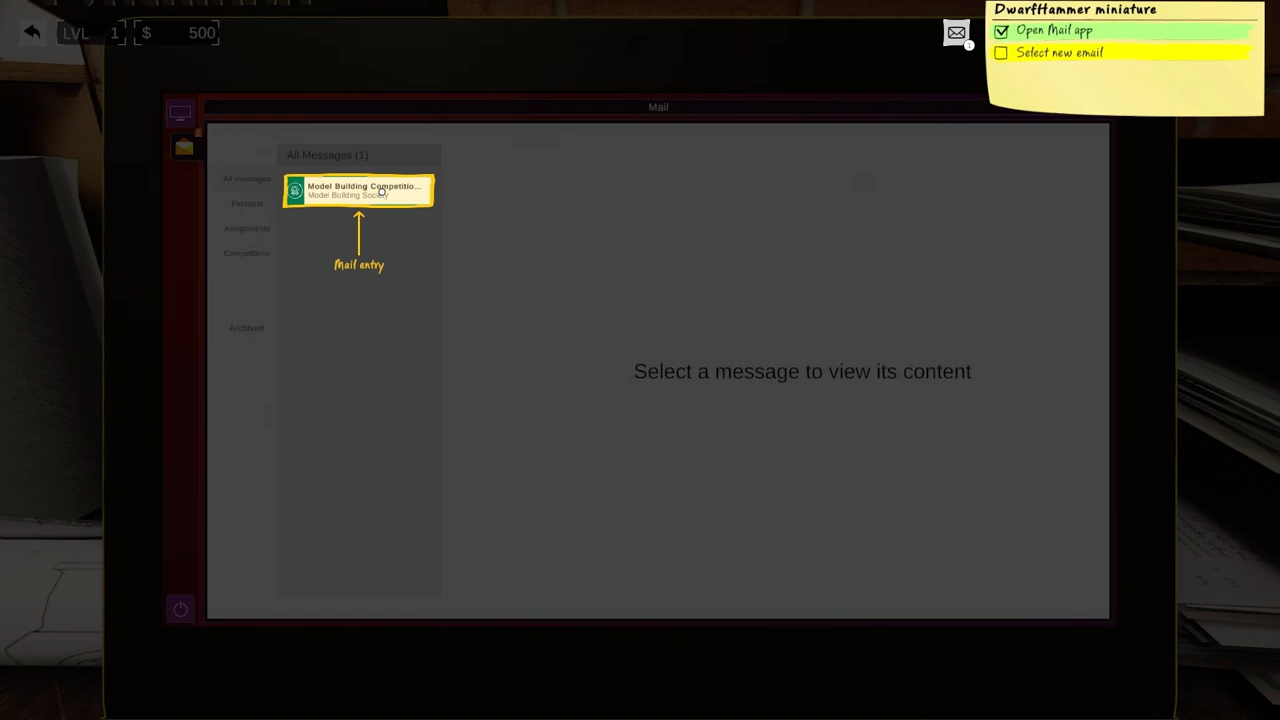 LVL 1
$ 500
1
Dwarfhammer miniature
Open Mail app
Select new email
Mail
All Messages (1)
All messages
Personal
Assignments
Competitions
Archived
Model Building Competitio...
Model Building Society
Mail entry
Select a message to view its content